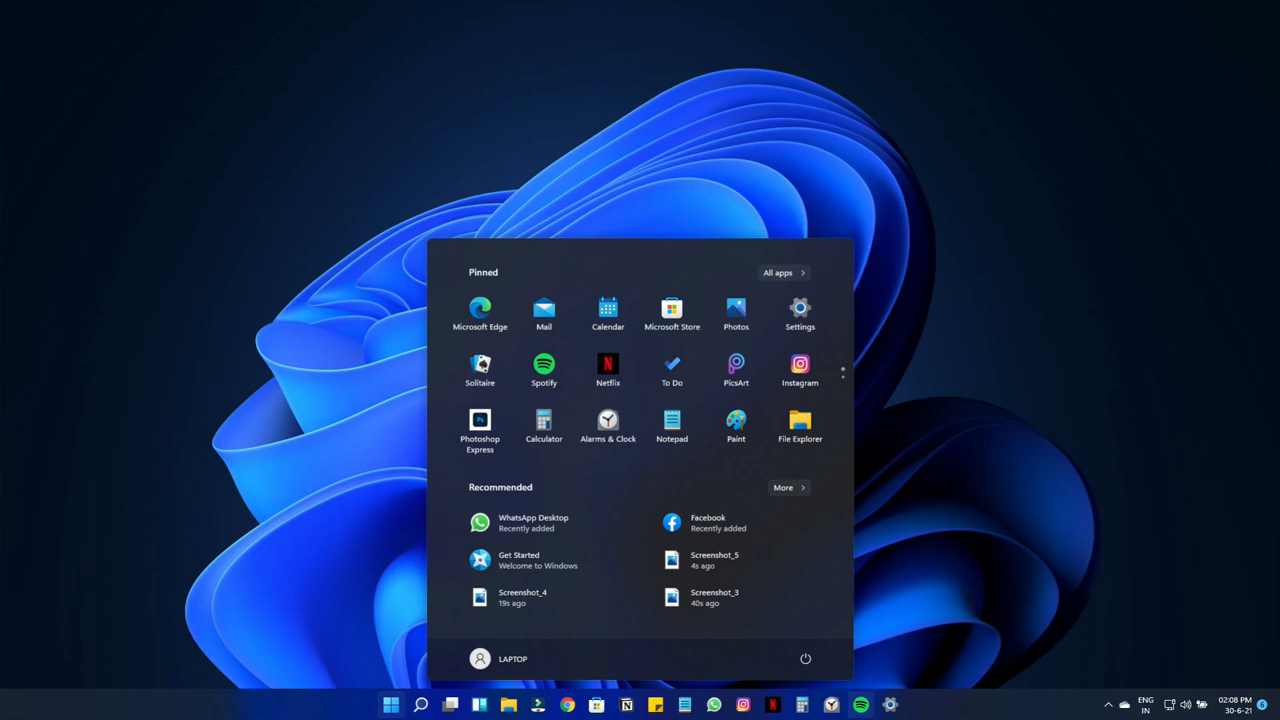 Pinned
All apps
Microsoft Edge
Mail
Calendar
Microsoft Store
Photos
Settings
Solitaire
Spotify
Netflix
To Do
PicsArt
Instagram
Photoshop
Express
Calculator
Alarms & Clock
Notepad
Paint
File Explorer
Recommended
More
WhatsApp Desktop
Recently added
Facebook
Recently added
Get Started
Welcome to Windows
Screenshot_5
4s ago
Screenshot_4
19s ago
Screenshot_3
40s ago
LAPTOP
ENG
IN
02:08 PM
30-6-21
6